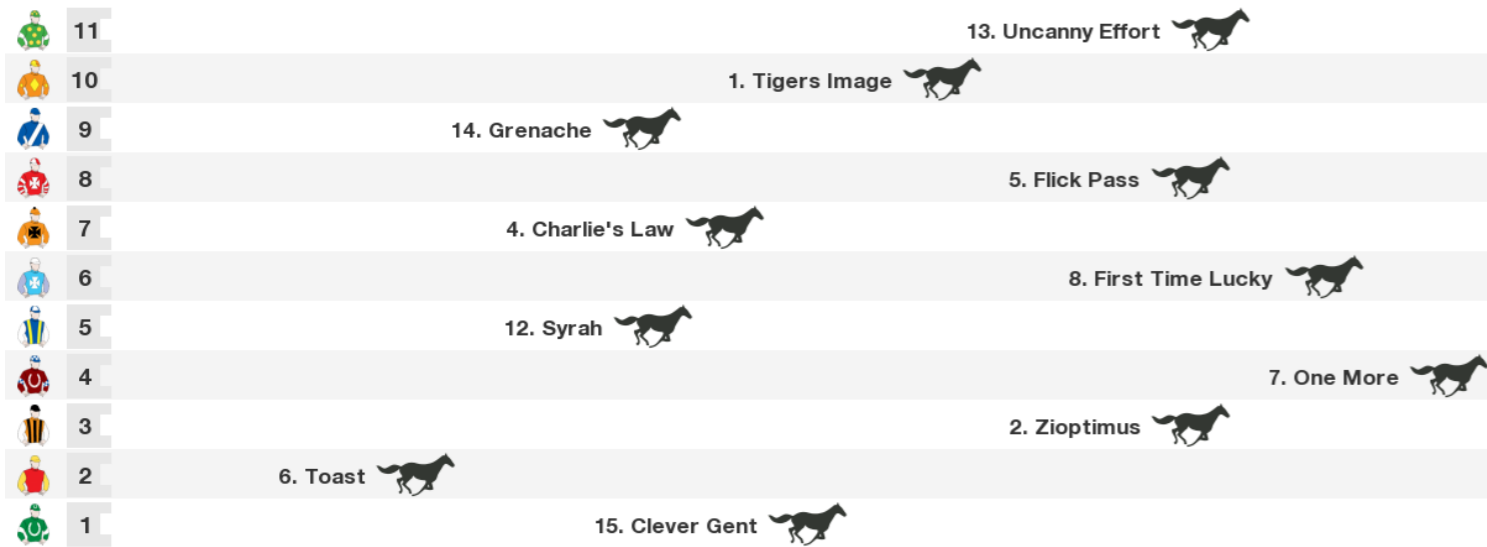 11 13. Uncanny Effort
10 1. Tigers Image
9 14. Grenache
8 5. Flick Pass
7 4. Charlie's Law
6 8. First Time Lucky
5 12. Syrah
4 7. One More
3 2. Zioptimus
2 6. Toast
1 15. Clever Gent